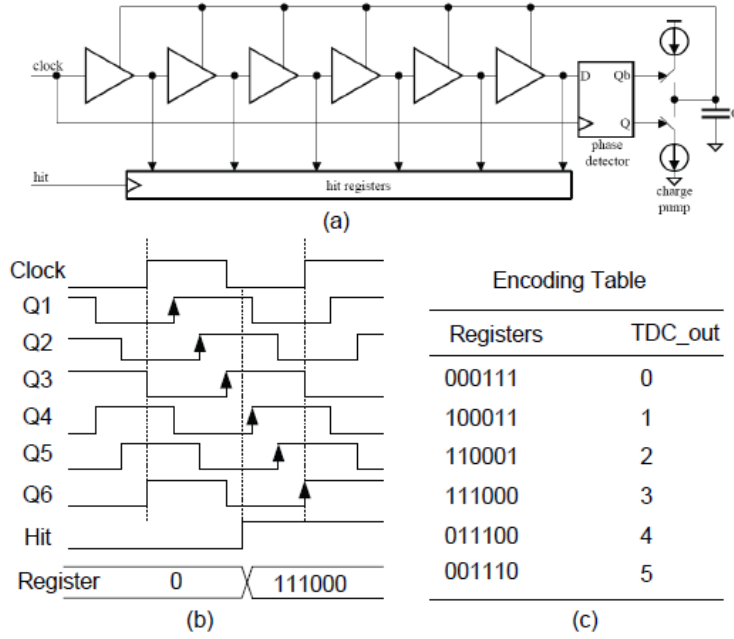 clock
D Qb
Q
phase
detector
C
hit
hit registers
charge
pump
(a)
Clock
Q1
Q2
Q3
Q4
Q5
Q6
Hit
Register 0 111000
(b)
Encoding Table
Registers TDC_out
000111 0
100011 1
110001 2
111000 3
011100 4
001110 5
(c)